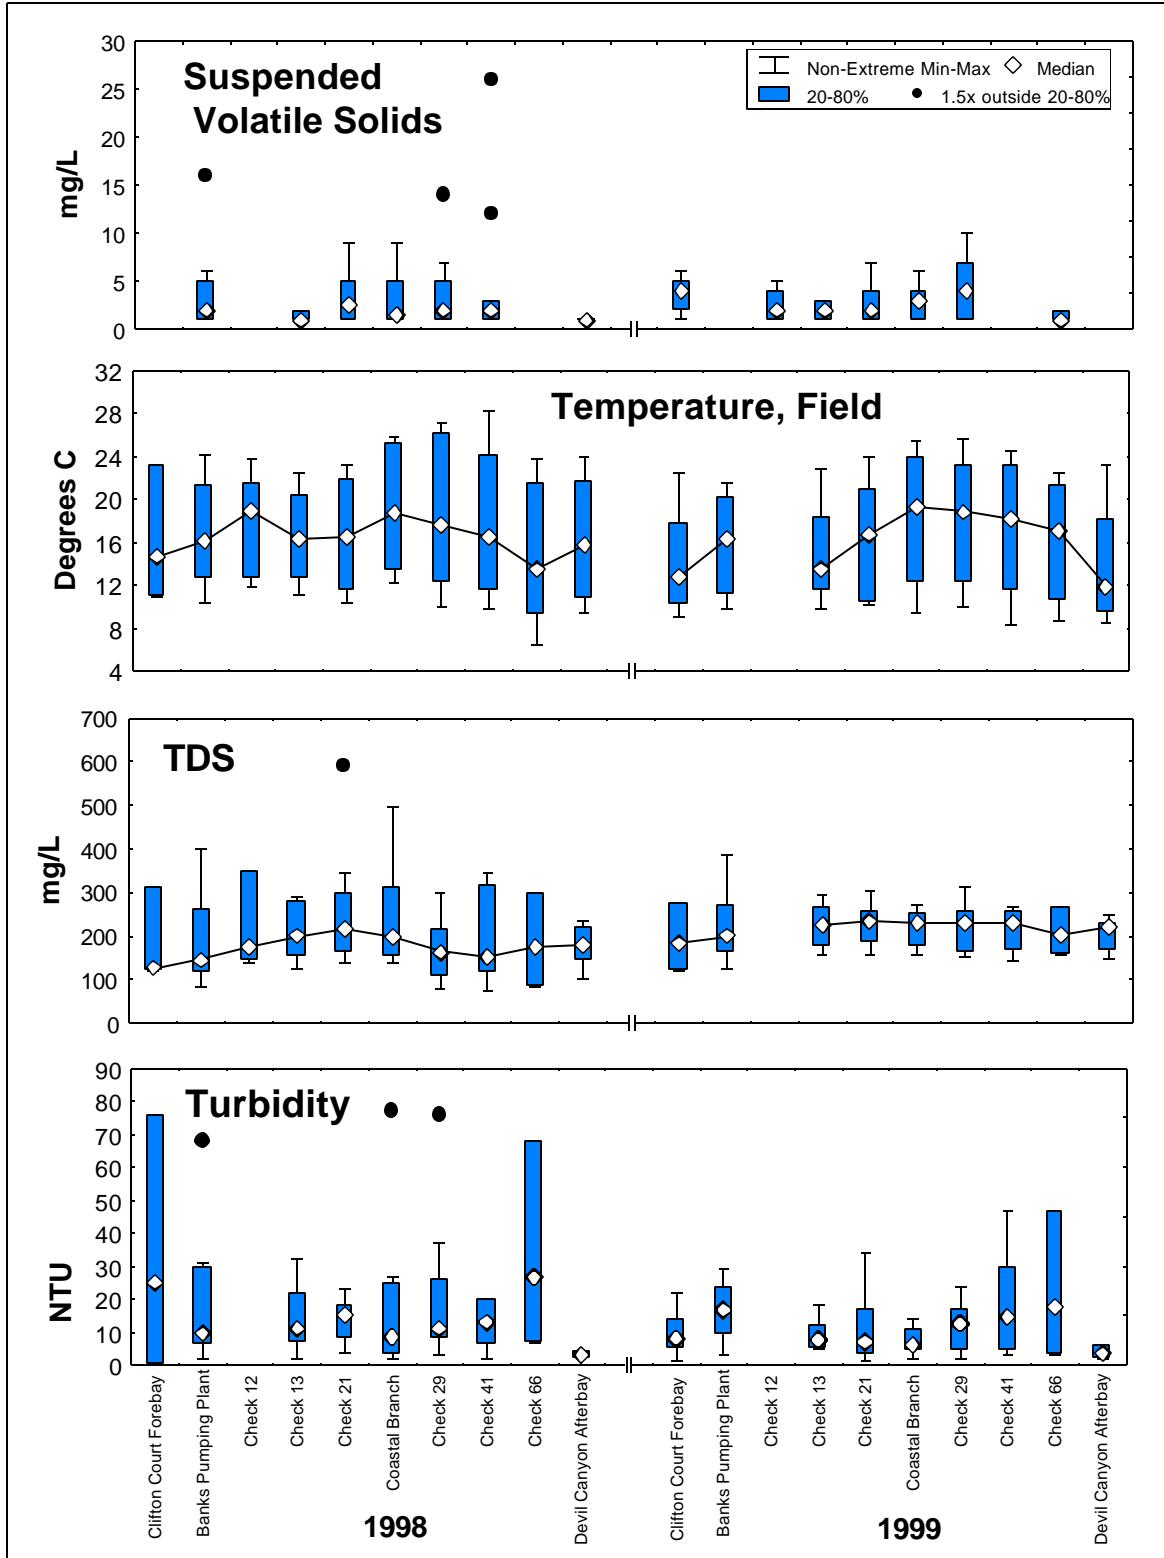 Suspended
Volatile Solids
Non-Extreme Min-Max Median
20-80% 1.5x outside 20-80%
mg/L
30
25
20
15
10
5
0
Temperature, Field
Degrees C
32
28
24
20
16
12
8
4
TDS
mg/L
700
600
500
400
300
200
100
0
Turbidity
NTU
90
80
70
60
50
40
30
20
10
0
Clifton Court Forebay
Banks Pumping Plant
Check 12
Check 13
Check 21
Coastal Branch
Check 29
Check 41
Check 66
Devil Canyon Afterbay
Clifton Court Forebay
Banks Pumping Plant
Check 12
Check 13
Check 21
Coastal Branch
Check 29
Check 41
Check 66
Devil Canyon Afterbay
1998
1999